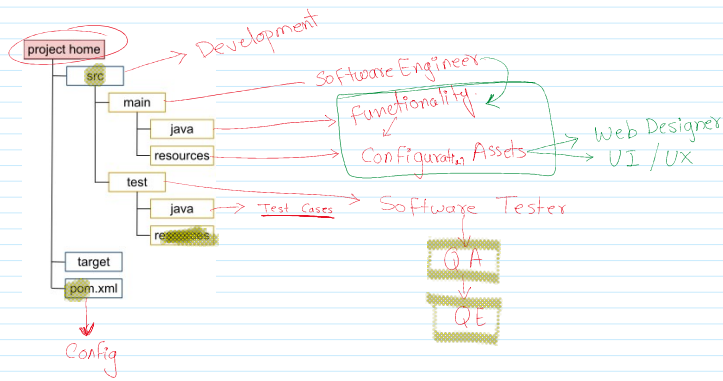 project home
Development
src
Software Engineer
main
Functionality.
java
Web Designer
resources
Configuration Assets
UI / UX
test
java
Test Cases
Software Tester
QA
target
pom.xml
QE
Config